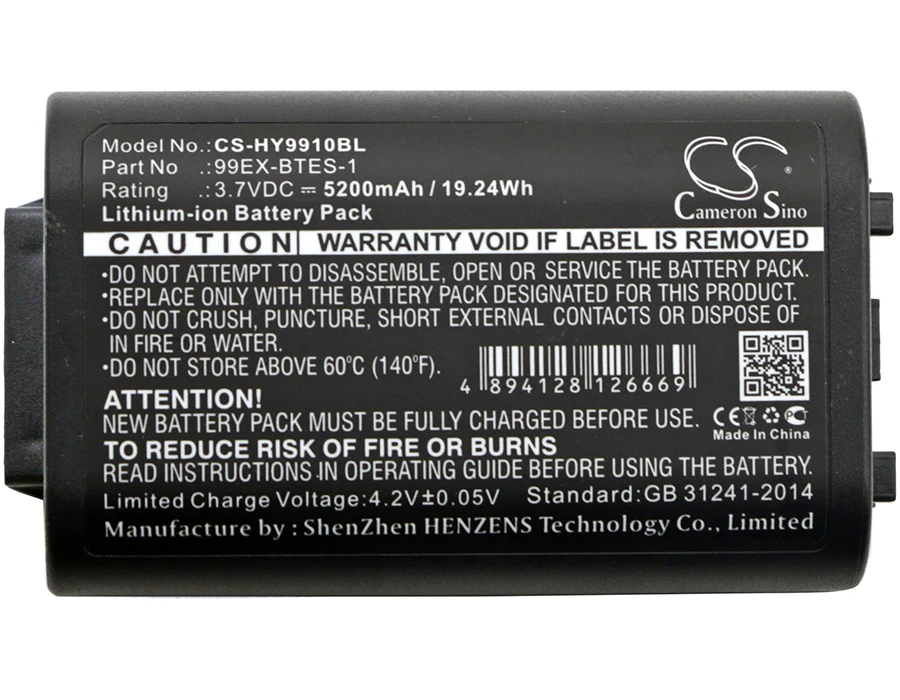 Model No.: CS-HY9910BL
Part No :99EX-BTES-1
Rating :3.7VDC ⎓ 5200mAh / 19.24Wh
Lithium-ion Battery Pack
CS®
Cameron Sino
CAUTION WARRANTY VOID IF LABEL IS REMOVED
•DO NOT ATTEMPT TO DISASSEMBLE, OPEN OR SERVICE THE BATTERY PACK.
•REPLACE ONLY WITH THE BATTERY PACK DESIGNATED FOR THIS PRODUCT.
•DO NOT CRUSH, PUNCTURE, SHORT EXTERNAL CONTACTS OR DISPOSE OF
IN FIRE OR WATER.
•DO NOT STORE ABOVE 60°C (140°F).
4 894128 126669
ATTENTION!
NEW BATTERY PACK MUST BE FULLY CHARGED BEFORE USE.
CE
Made In China
TO REDUCE RISK OF FIRE OR BURNS
READ INSTRUCTIONS IN OPERATING GUIDE BEFORE USING THE BATTERY.
Limited Charge Voltage:4.2V±0.05V Standard:GB 31241-2014
Manufacture by : ShenZhen HENZENS Technology Co., Limited